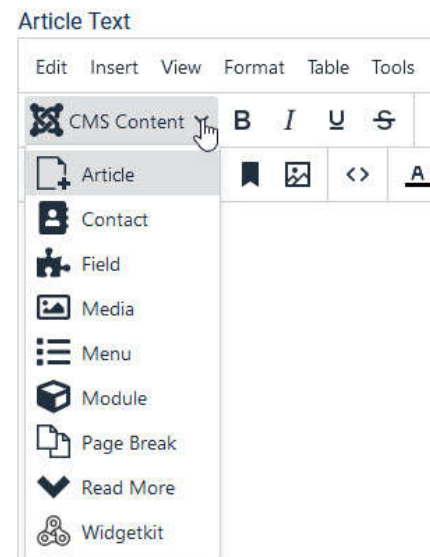 Article Text
Edit Insert View Format Table Tools
CMS Content B I U S
Article
A
Contact
Field
Media
Menu
Module
Page Break
Read More
Widgetkit